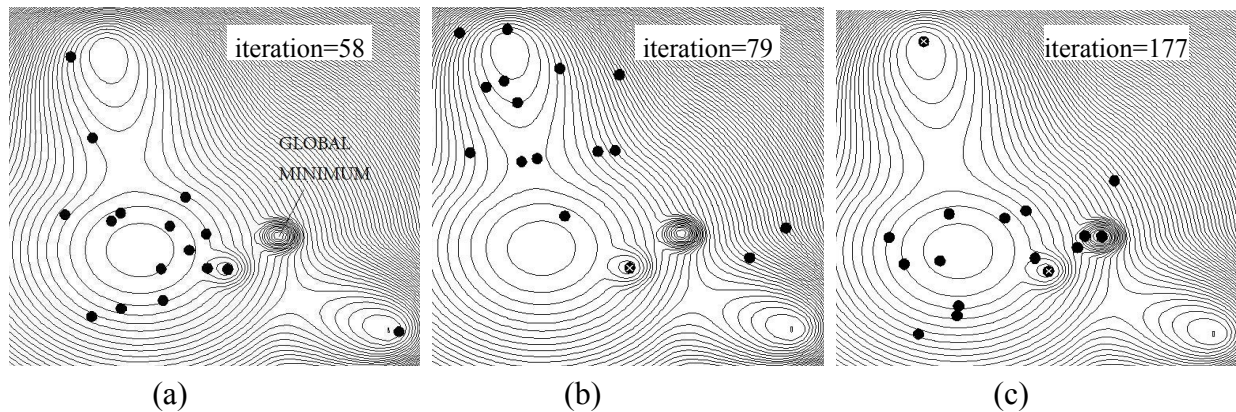 iteration=58
GLOBAL
MINIMUM
iteration=79
iteration=177
(a)
(b)
(c)